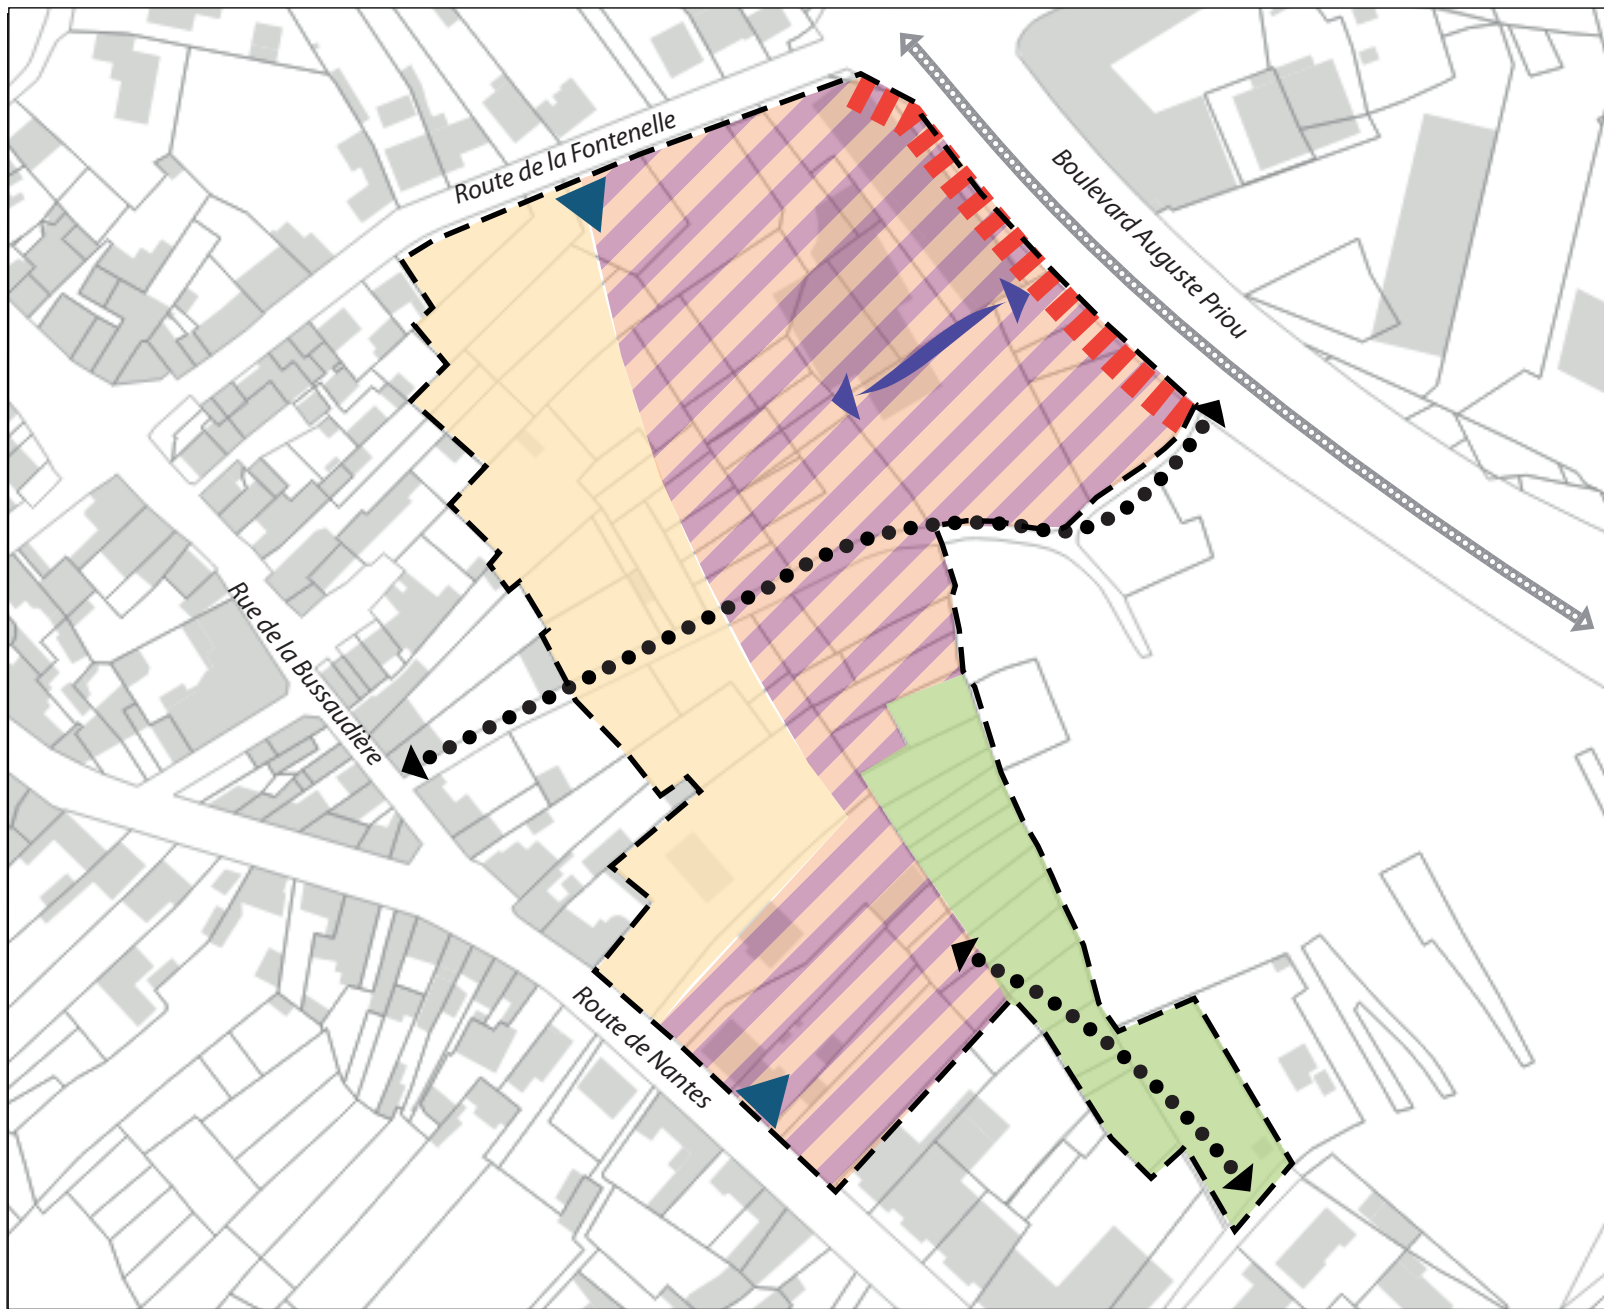 Route de la Fontenelle
Boulevard Auguste Priou
Rue de la Bussaudière
Route de Nantes